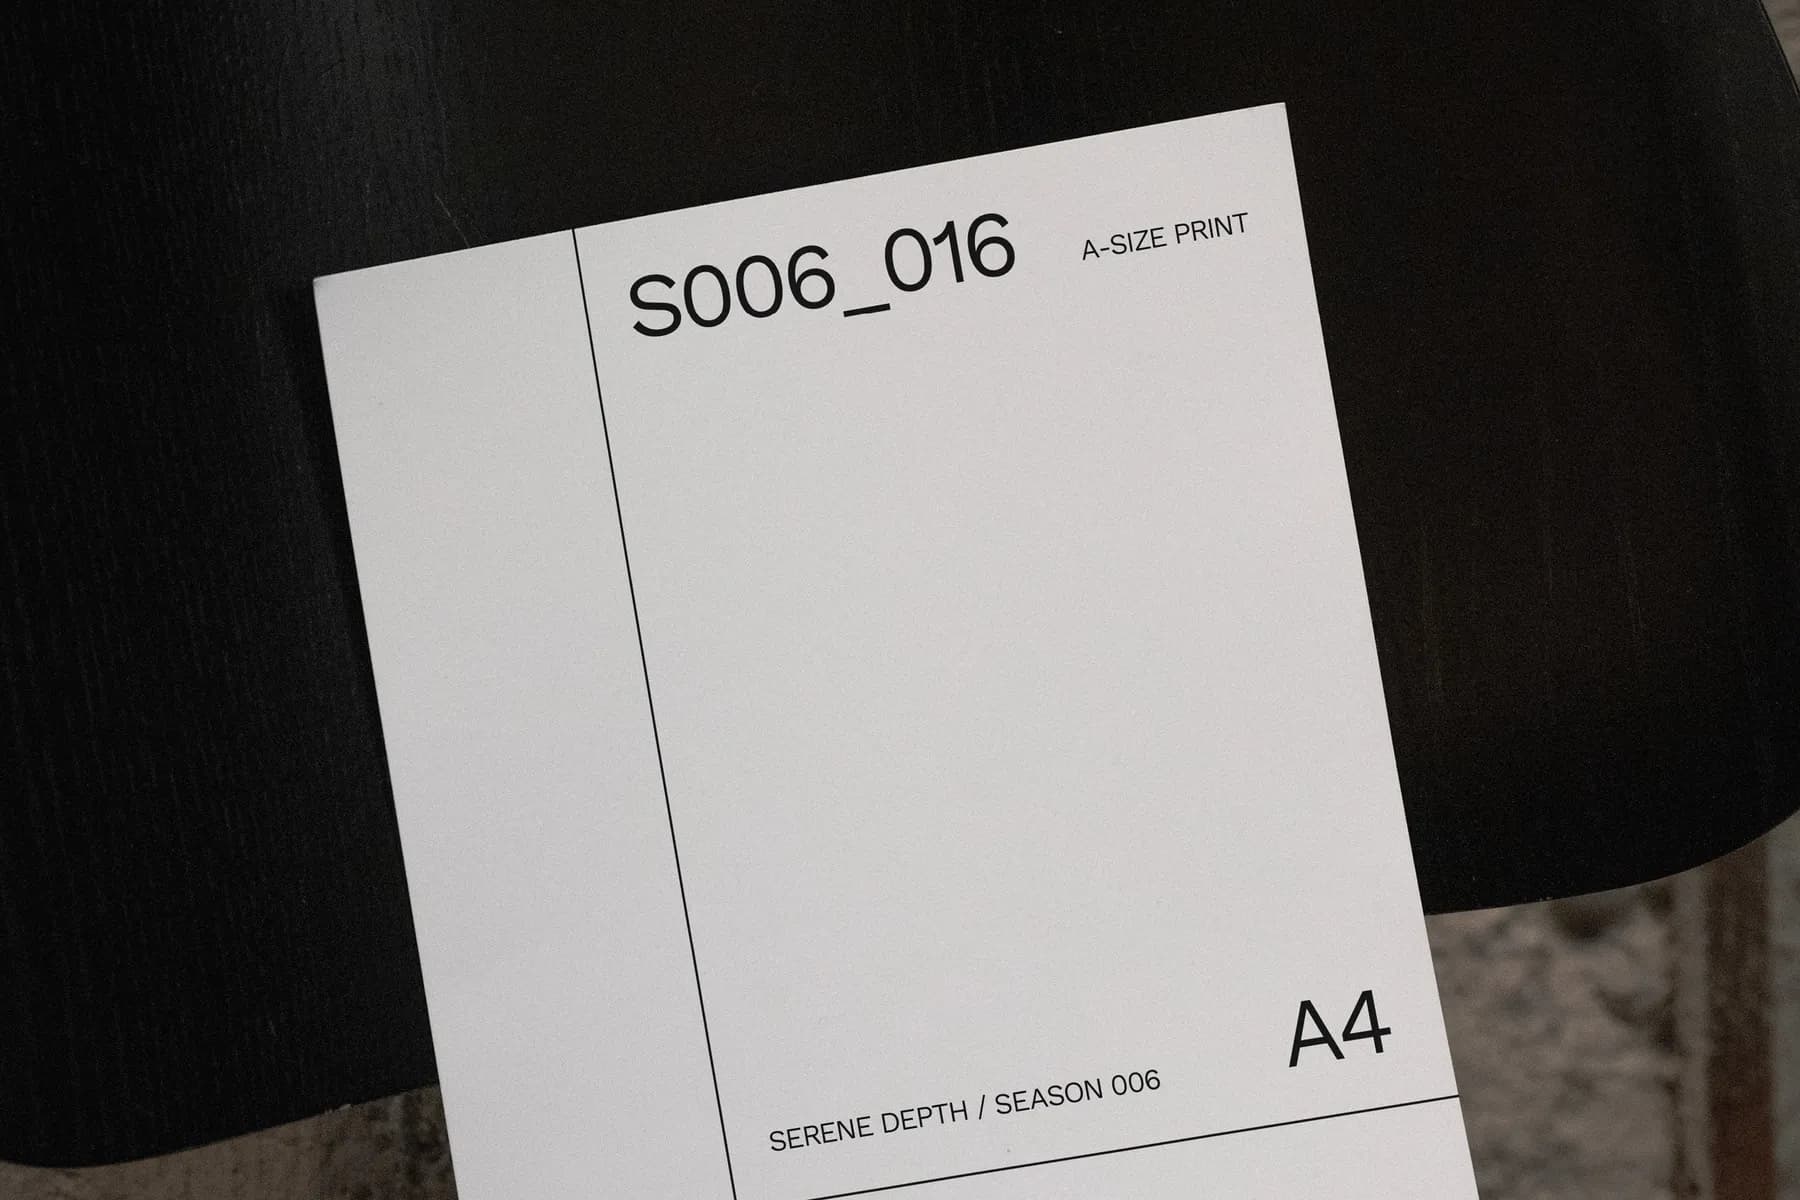 S006_016
A-SIZE PRINT
A4
SERENE DEPTH / SEASON 006